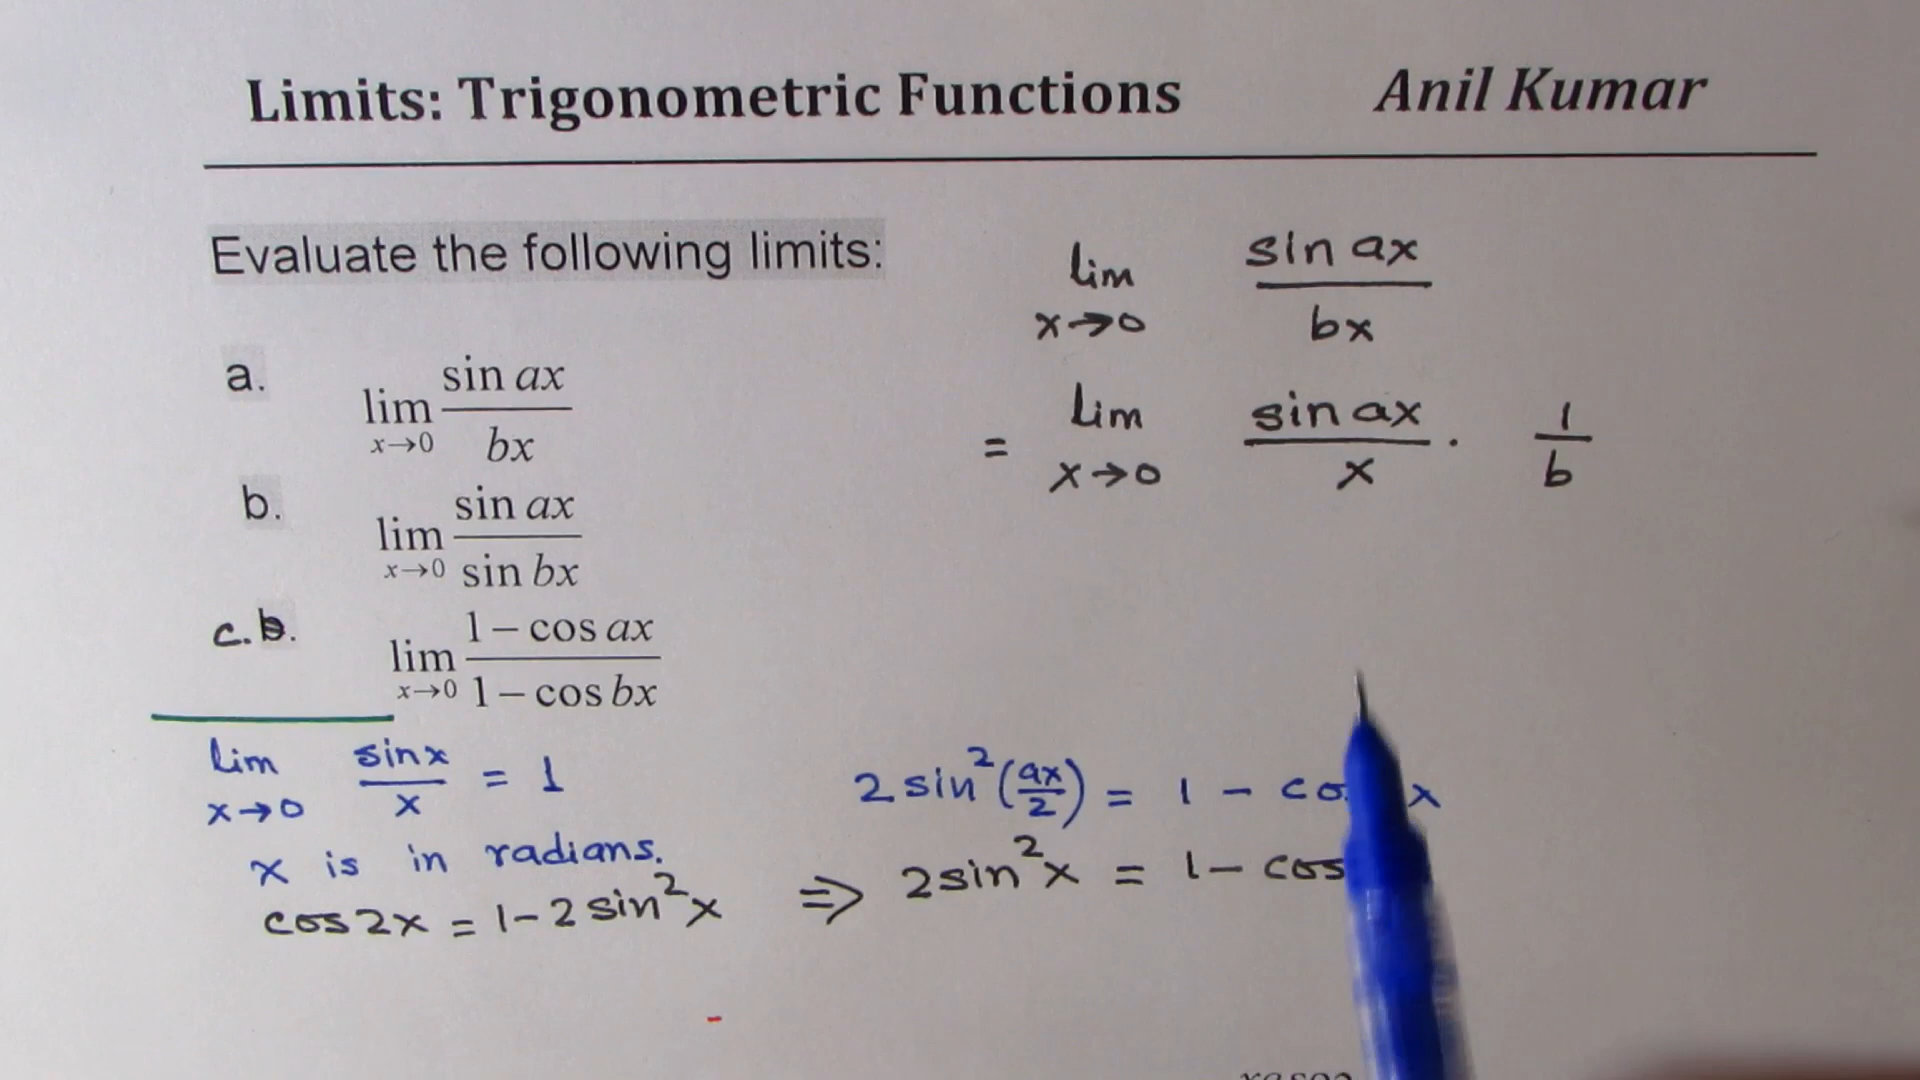 Limits: Trigonometric Functions Anil Kumar
Evaluate the following limits:
a. lim x→0 sin ax / bx
b. lim x→0 sin ax / sin bx
c. b. lim x→0 1 − cos ax / 1 − cos bx
lim x→0 sin x / x = 1
x is in radians.
cos 2x = 1 - 2 sin² x ⇒ 2 sin² x = 1 - cos
2 sin² (ax/2) = 1 - co x
lim x→0 sin ax / bx
= lim x→0 sin ax / x · 1 / b